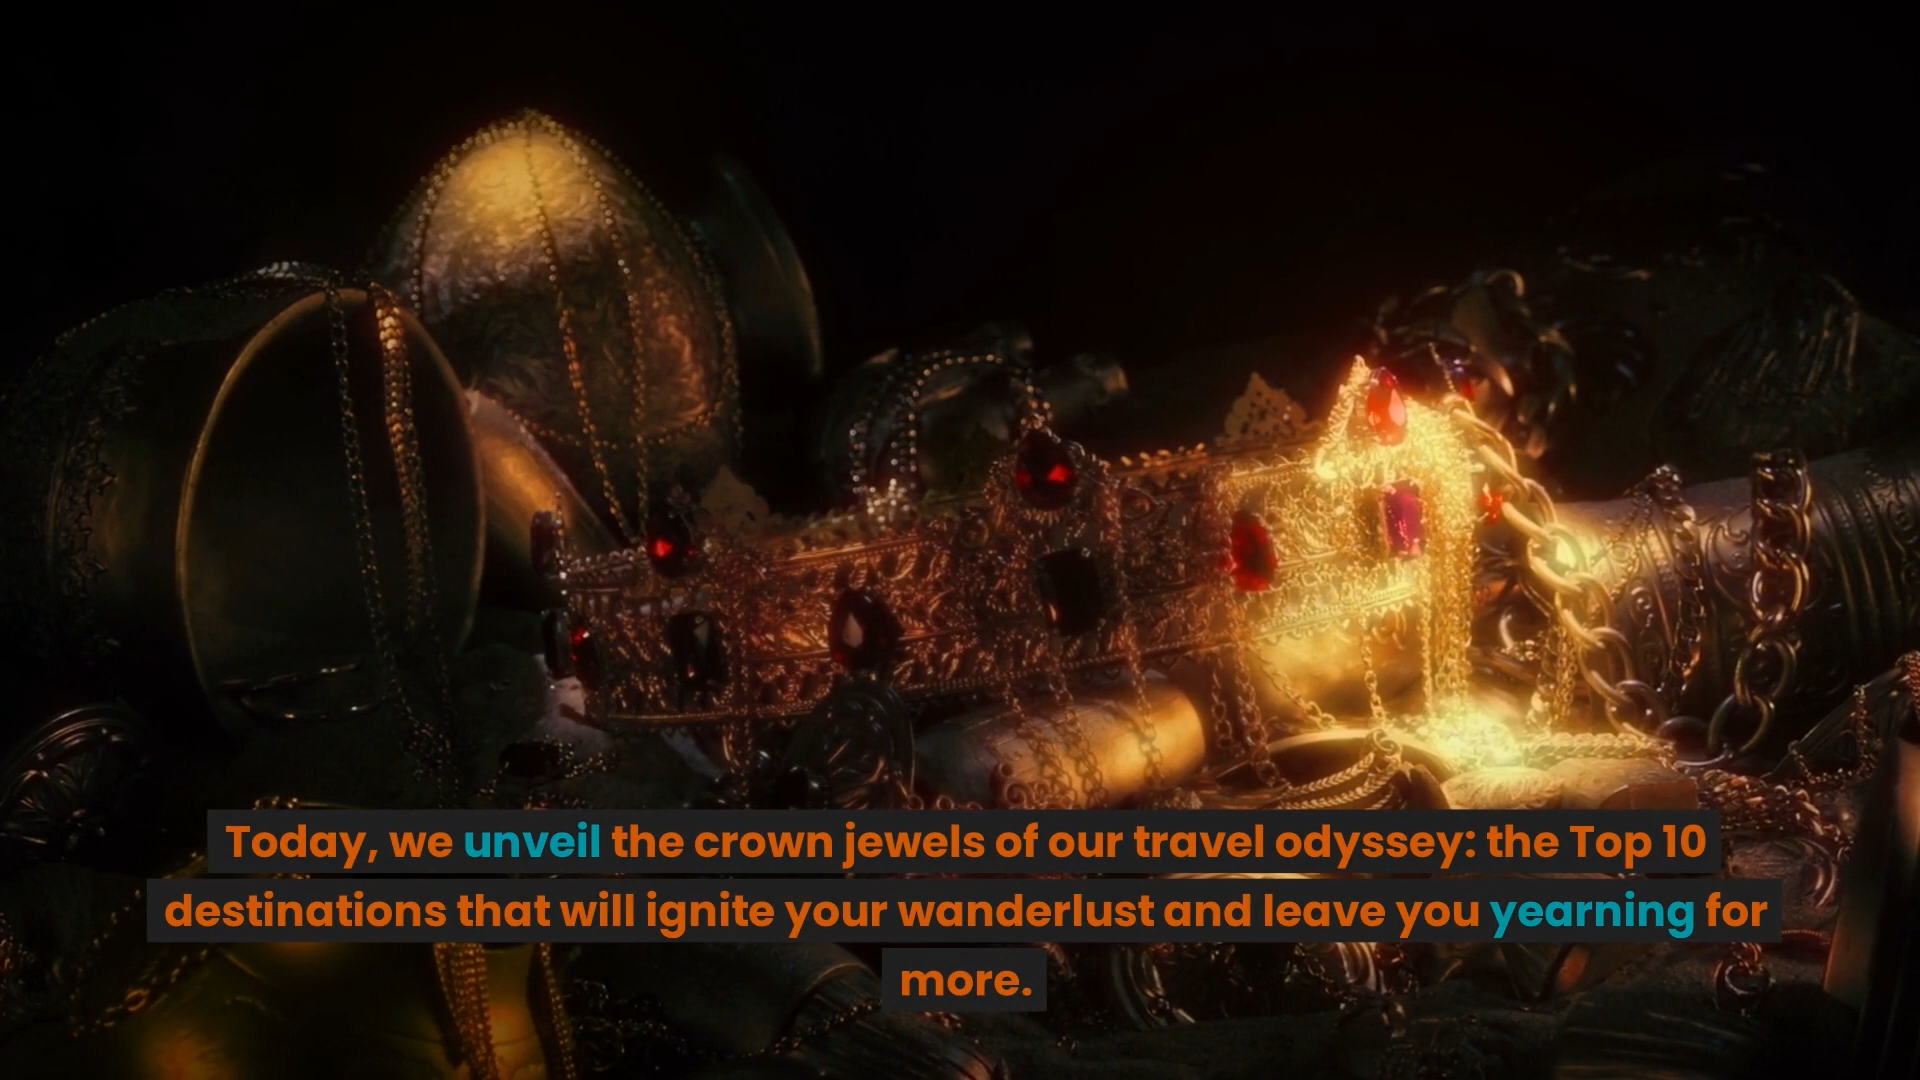 Today, we unveil the crown jewels of our travel odyssey: the Top 10
destinations that will ignite your wanderlust and leave you yearning for
more.